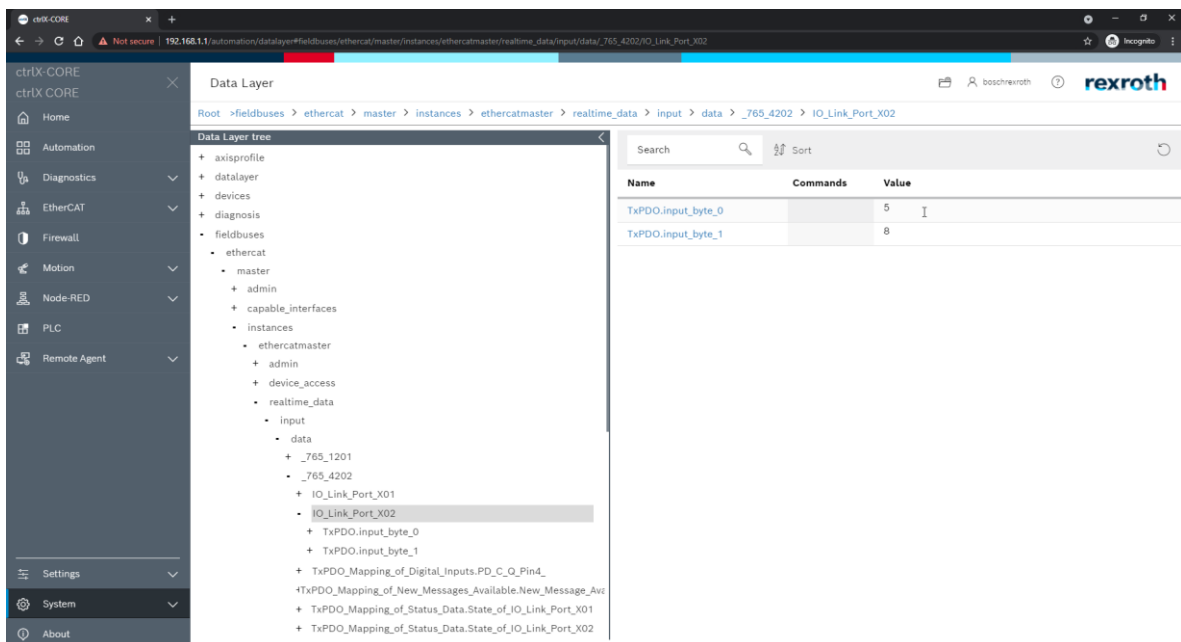 ctrlX-CORE
Not secure
192.168.1.1/automation/datalayer#fieldbuses/ethercat/master/instances/ethercatmaster/realtime_data/input/data/_765_4202/IO_Link_Port_X02
Incognito
ctrlX-CORE
ctrlX CORE
Home
Automation
Diagnostics
EtherCAT
Firewall
Motion
Node-RED
PLC
Remote Agent
Settings
System
About
Data Layer
boschrexroth
rexroth
Root >fieldbuses > ethercat > master > instances > ethercatmaster > realtime_data > input > data > _765_4202 > IO_Link_Port_X02
Data Layer tree
+ axisprofile
+ datalayer
+ devices
+ diagnosis
- fieldbuses
- ethercat
- master
+ admin
+ capable_interfaces
- instances
- ethercatmaster
+ admin
+ device_access
- realtime_data
- input
- data
+ _765_1201
- _765_4202
+ IO_Link_Port_X01
- IO_Link_Port_X02
+ TxPDO.input_byte_0
+ TxPDO.input_byte_1
+ TxPDO_Mapping_of_Digital_Inputs.PD_C_Q_Pin4_
+TxPDO_Mapping_of_New_Messages_Available.New_Message_Ava
+ TxPDO_Mapping_of_Status_Data.State_of_IO_Link_Port_X01
+ TxPDO_Mapping_of_Status_Data.State_of_IO_Link_Port_X02
Search
Sort
Name Commands Value
TxPDO.input_byte_0 5
TxPDO.input_byte_1 8